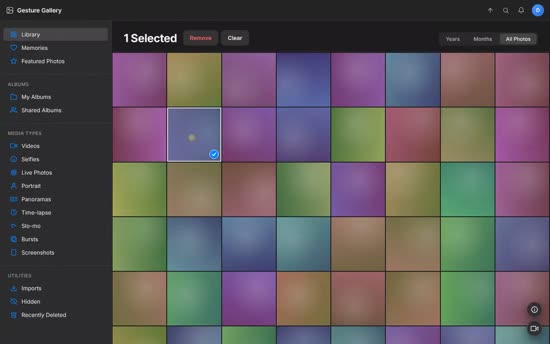 Gesture Gallery
D
Library
Memories
Featured Photos
ALBUMS
My Albums
Shared Albums
MEDIA TYPES
Videos
Selfies
Live Photos
Portrait
Panoramas
Time-lapse
Slo-mo
Bursts
Screenshots
UTILITIES
Imports
Hidden
Recently Deleted
1 Selected
Remove
Clear
Years
Months
All Photos